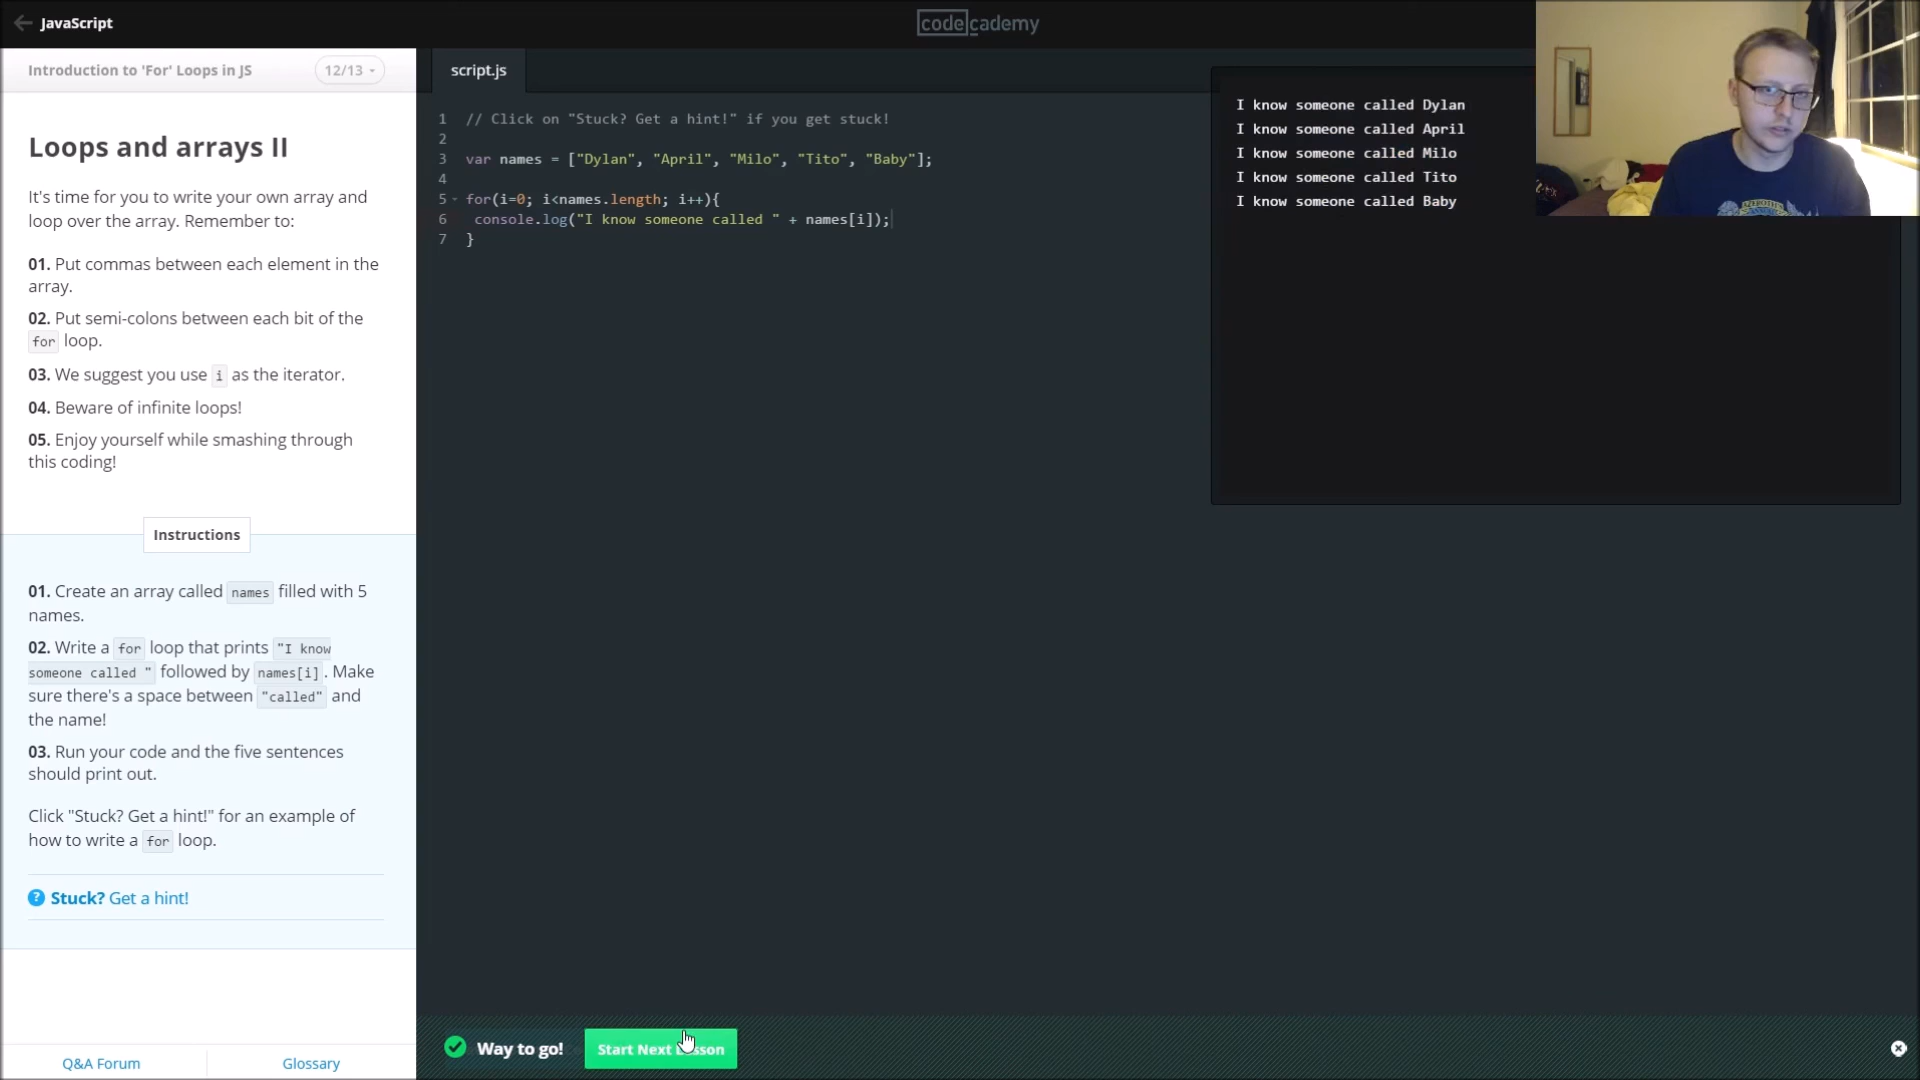 JavaScript
codecademy
Introduction to 'For' Loops in JS
12/13
script.js
Loops and arrays II
It's time for you to write your own array and
loop over the array. Remember to:
01. Put commas between each element in the
array.
02. Put semi-colons between each bit of the
for loop.
03. We suggest you use i as the iterator.
04. Beware of infinite loops!
05. Enjoy yourself while smashing through
this coding!
Instructions
01. Create an array called names filled with 5
names.
02. Write a for loop that prints "I know
someone called " followed by names[i]. Make
sure there's a space between "called" and
the name!
03. Run your code and the five sentences
should print out.
Click "Stuck? Get a hint!" for an example of
how to write a for loop.
Stuck? Get a hint!
Q&A Forum
Glossary
1 // Click on "Stuck? Get a hint!" if you get stuck!
2
3 var names = ["Dylan", "April", "Milo", "Tito", "Baby"];
4
5 for(i=0; i<names.length; i++){
6 console.log("I know someone called " + names[i]);
7 }
I know someone called Dylan
I know someone called April
I know someone called Milo
I know someone called Tito
I know someone called Baby
Way to go!
Start Next Lesson